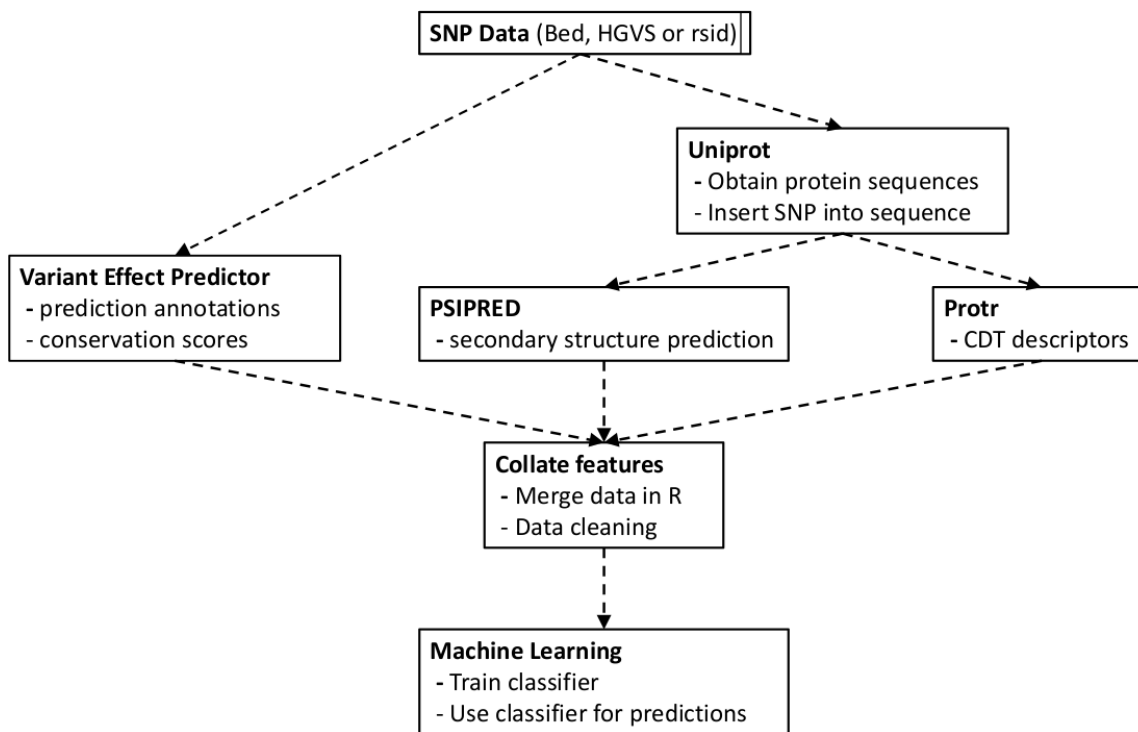 SNP Data (Bed, HGVS or rsid)
Uniprot
- Obtain protein sequences
- Insert SNP into sequence
Variant Effect Predictor
- prediction annotations
- conservation scores
PSIPRED
- secondary structure prediction
Protr
- CDT descriptors
Collate features
- Merge data in R
- Data cleaning
Machine Learning
- Train classifier
- Use classifier for predictions